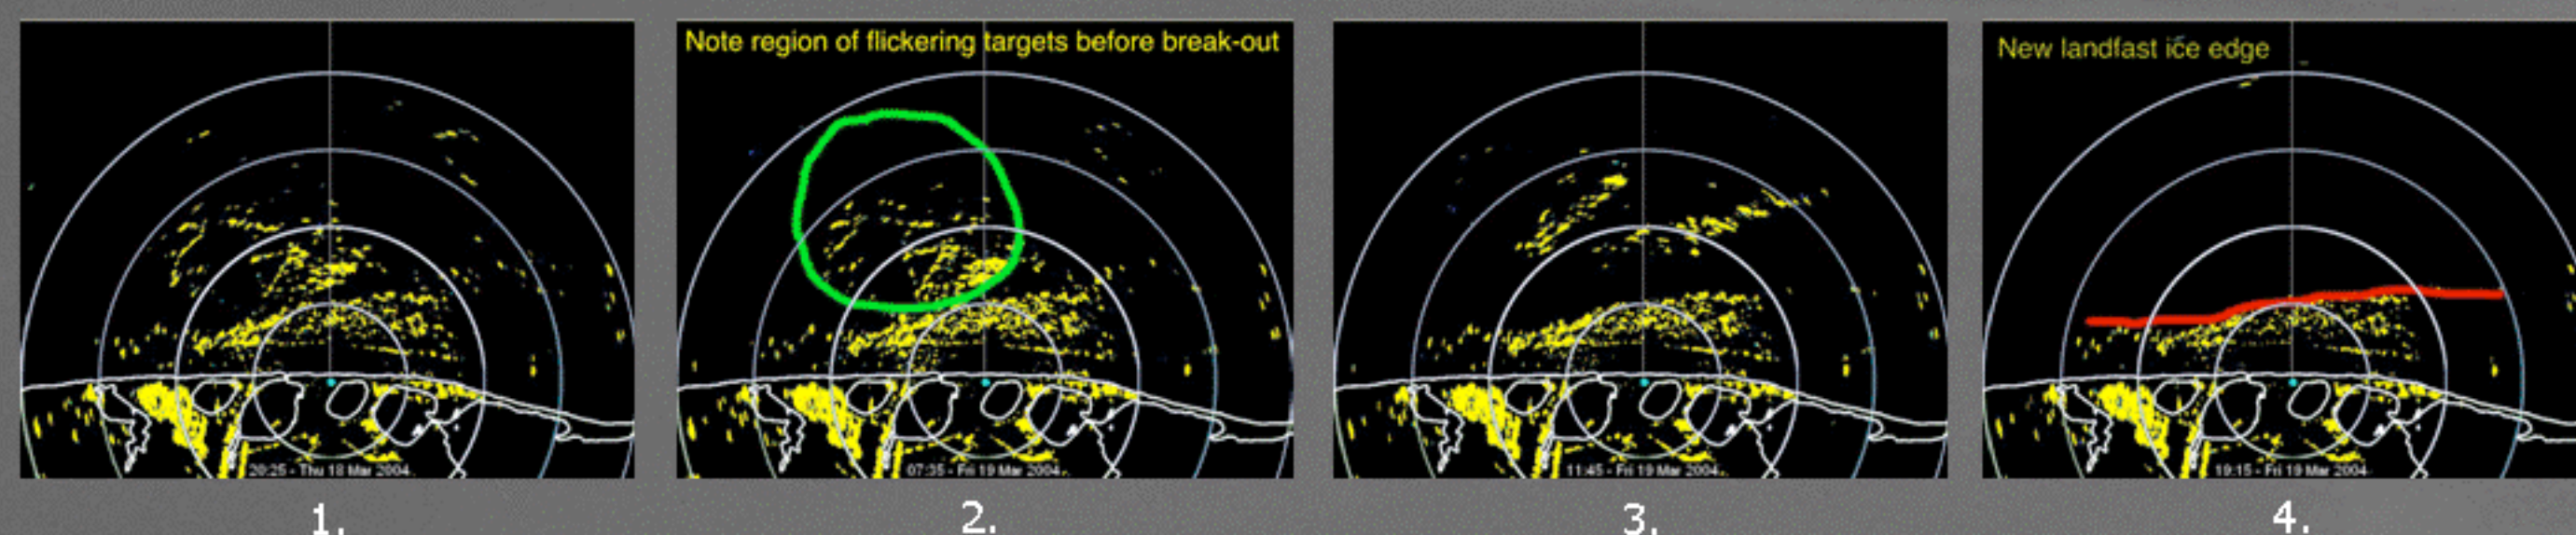 Note region of flickering targets before break-out
New landfast ice edge
20:25 - Thu 18 Mar 2004
07:35 - Fri 19 Mar 2004
11:45 - Fri 19 Mar 2004
19:15 - Fri 19 Mar 2004
1.
2.
3.
4.